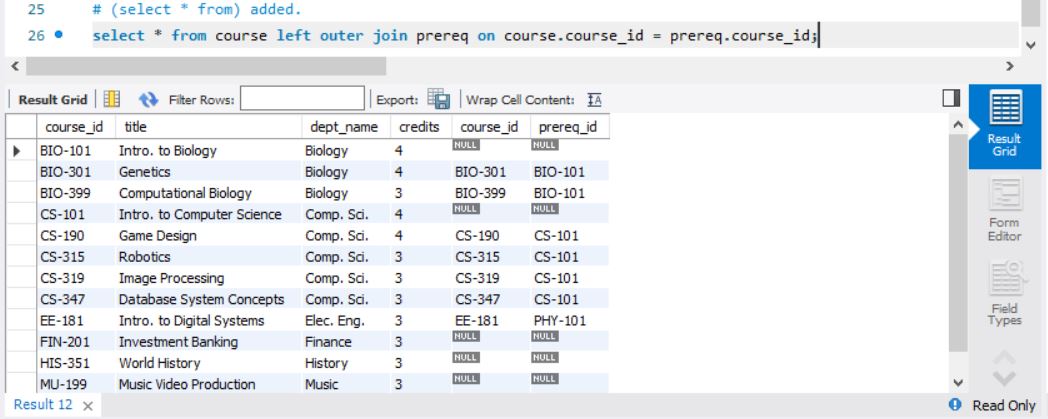 25 # (select * from) added.
26 select * from course left outer join prereq on course.course_id = prereq.course_id;
Result Grid Filter Rows: Export: Wrap Cell Content: IA
course_id title dept_name credits course_id prereq_id
BIO-101 Intro. to Biology Biology 4 NULL NULL
BIO-301 Genetics Biology 4 BIO-301 BIO-101
BIO-399 Computational Biology Biology 3 BIO-399 BIO-101
CS-101 Intro. to Computer Science Comp. Sci. 4 NULL NULL
CS-190 Game Design Comp. Sci. 4 CS-190 CS-101
CS-315 Robotics Comp. Sci. 3 CS-315 CS-101
CS-319 Image Processing Comp. Sci. 3 CS-319 CS-101
CS-347 Database System Concepts Comp. Sci. 3 CS-347 CS-101
EE-181 Intro. to Digital Systems Elec. Eng. 3 EE-181 PHY-101
FIN-201 Investment Banking Finance 3 NULL NULL
HIS-351 World History History 3 NULL NULL
MU-199 Music Video Production Music 3 NULL NULL
Result
Grid
Form
Editor
Field
Types
Result 12 Read Only